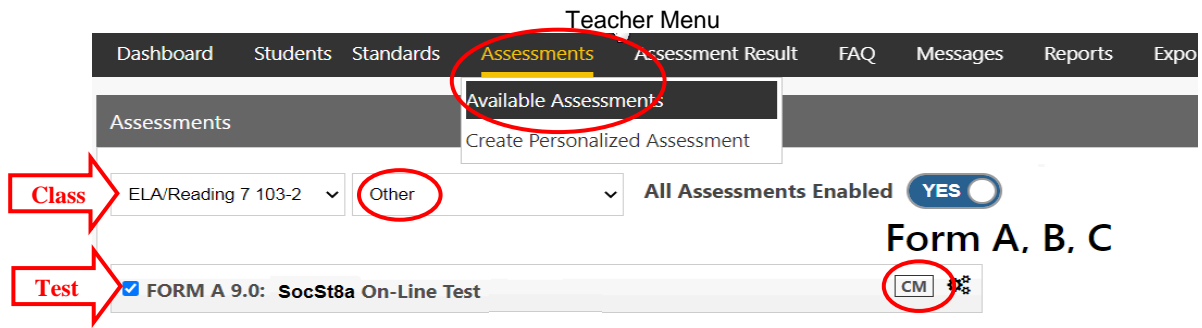 Teacher Menu
Dashboard Students Standards Assessments Assessment Result FAQ Messages Reports Expo
Available Assessments
Assessments
Create Personalized Assessment
Class ELA/Reading 7 103-2 Other All Assessments Enabled YES
Form A, B, C
Test FORM A 9.0: SocSt8a On-Line Test CM